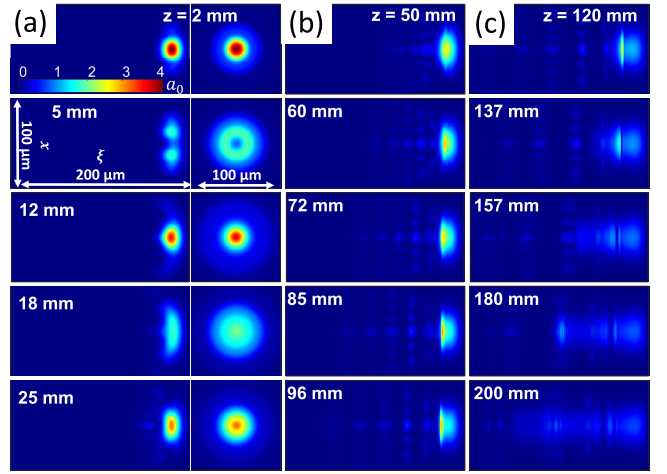 (a)
z = 2 mm
(b)
z = 50 mm
(c)
z = 120 mm
0 1 2 3 4
a₀
5 mm
60 mm
137 mm
100 μm
x
ξ
200 μm
100 μm
12 mm
72 mm
157 mm
18 mm
85 mm
180 mm
25 mm
96 mm
200 mm